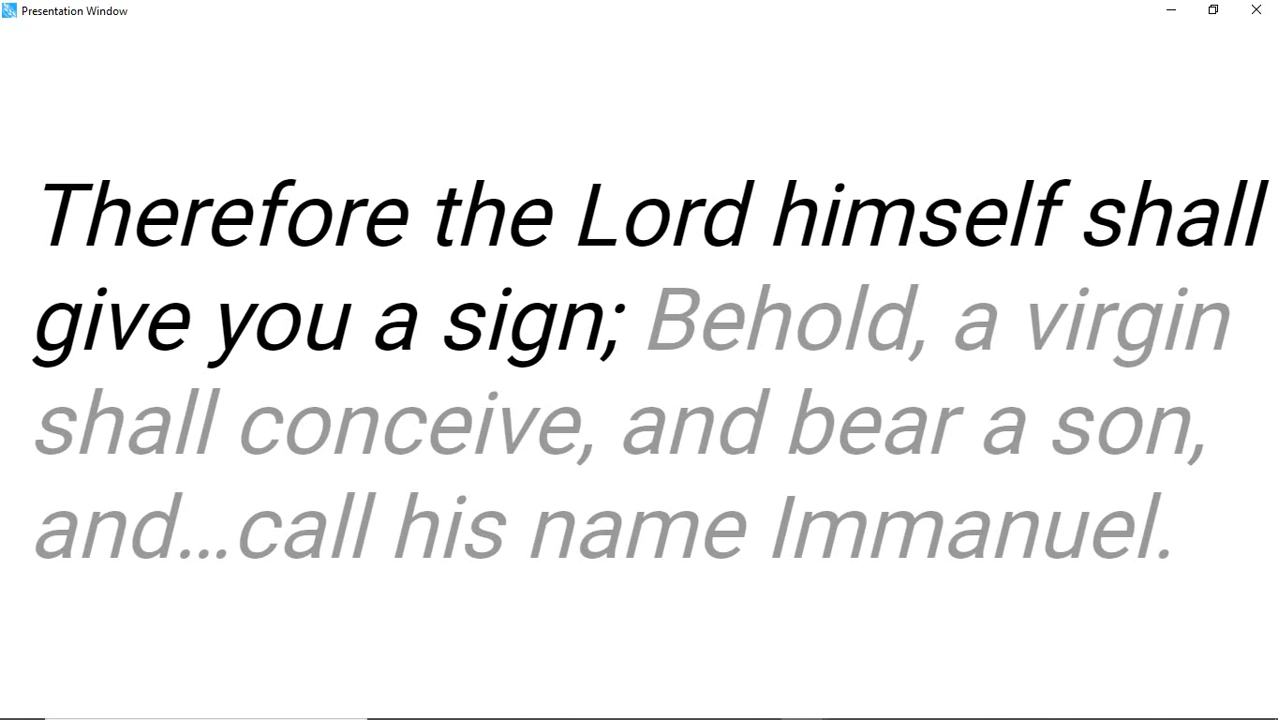 Presentation Window
Therefore the Lord himself shall
give you a sign; Behold, a virgin
shall conceive, and bear a son,
and...call his name Immanuel.